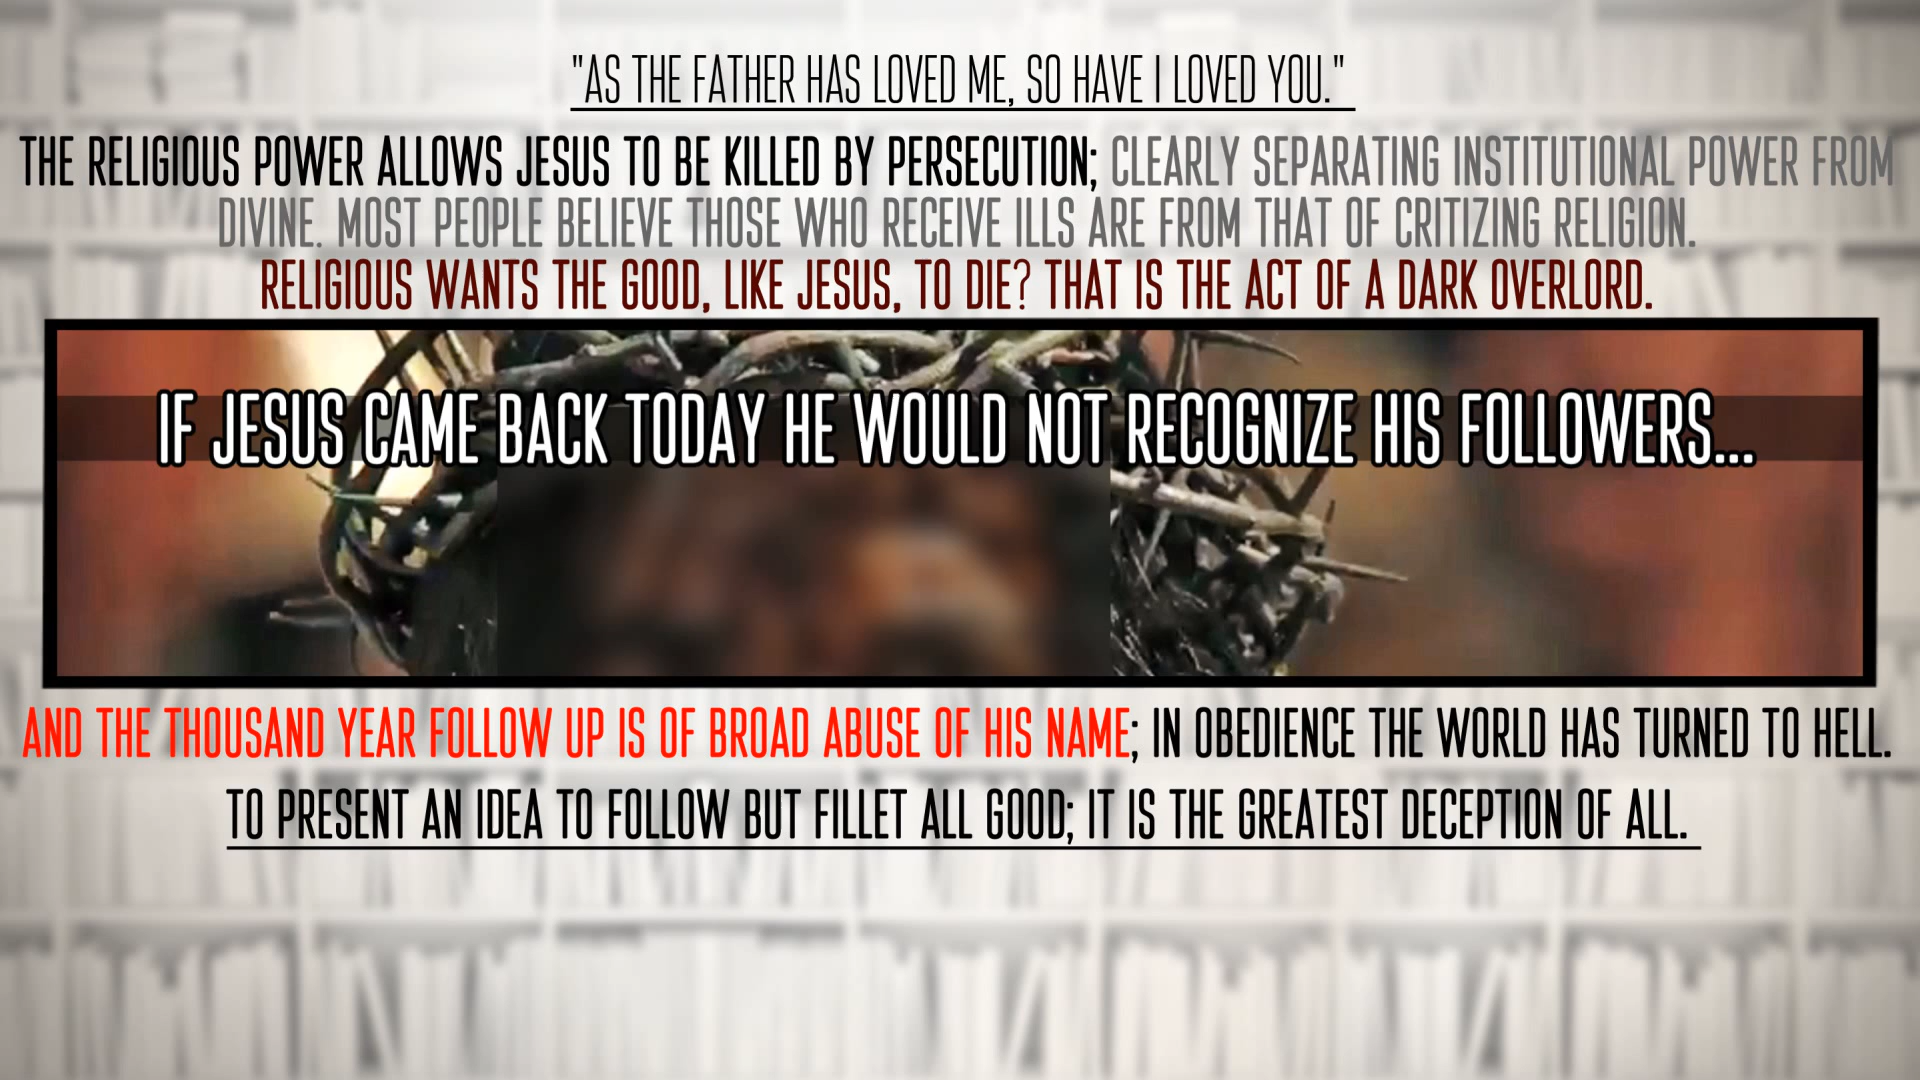 "AS THE FATHER HAS LOVED ME, SO HAVE I LOVED YOU."
THE RELIGIOUS POWER ALLOWS JESUS TO BE KILLED BY PERSECUTION; CLEARLY SEPARATING INSTITUTIONAL POWER FROM
DIVINE. MOST PEOPLE BELIEVE THOSE WHO RECEIVE ILLS ARE FROM THAT OF CRITIZING RELIGION.
RELIGIOUS WANTS THE GOOD, LIKE JESUS, TO DIE? THAT IS THE ACT OF A DARK OVERLORD.
IF JESUS CAME BACK TODAY HE WOULD NOT RECOGNIZE HIS FOLLOWERS...
AND THE THOUSAND YEAR FOLLOW UP IS OF BROAD ABUSE OF HIS NAME; IN OBEDIENCE THE WORLD HAS TURNED TO HELL.
TO PRESENT AN IDEA TO FOLLOW BUT FILLET ALL GOOD; IT IS THE GREATEST DECEPTION OF ALL.